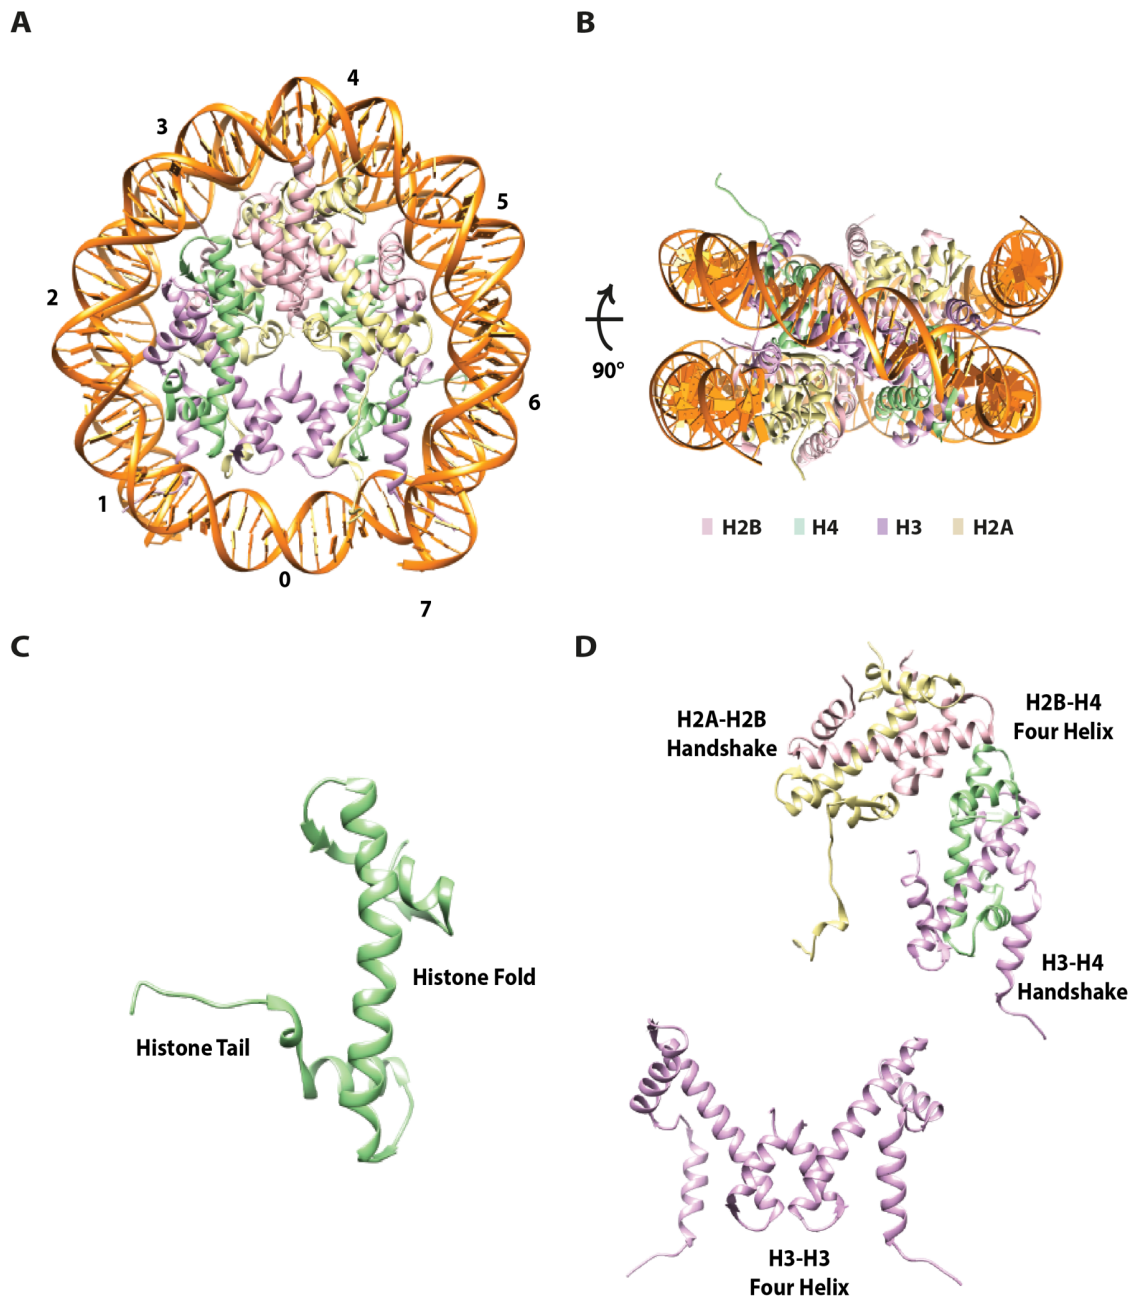 A
B
4
3
5
2
90°
6
1
H2B
H4
H3
H2A
0
7
C
D
H2A-H2B
Handshake
H2B-H4
Four Helix
Histone Fold
Histone Tail
H3-H4
Handshake
H3-H3
Four Helix